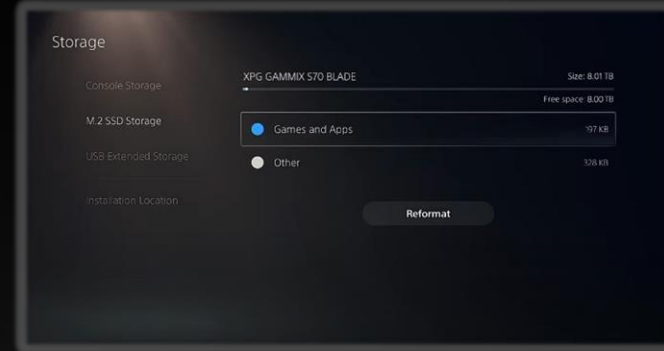 Storage
Console Storage
M.2 SSD Storage
USB Extended Storage
Installation Location
XPG GAMMIX S70 BLADE
Size: 8.01 TB
Free space: 8.00 TB
Games and Apps
197 KB
Other
328 KB
Reformat